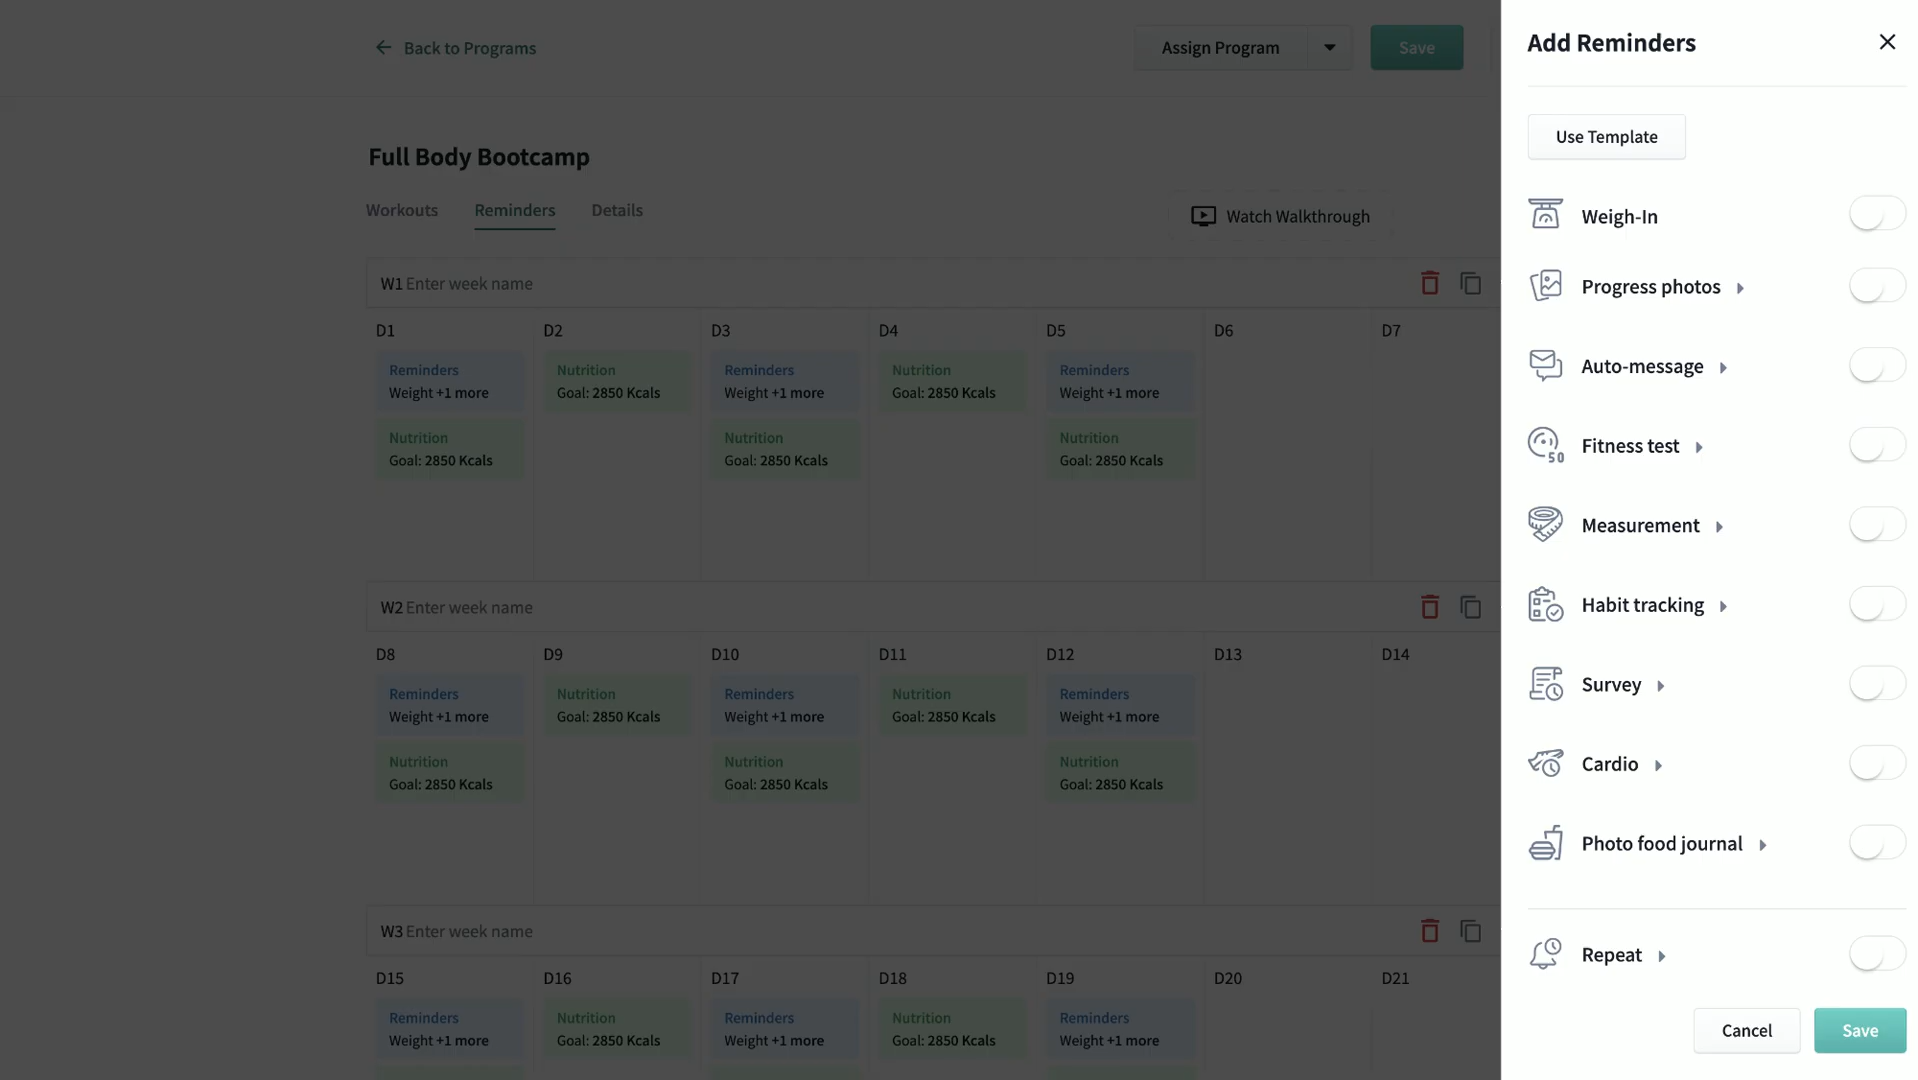 Back to Programs
Assign Program
Save
Full Body Bootcamp
Workouts
Reminders
Details
Watch Walkthrough
W1 Enter week name
D1 D2 D3 D4 D5 D6 D7
Reminders Nutrition Reminders Nutrition Reminders
Weight +1 more Goal: 2850 Kcals Weight +1 more Goal: 2850 Kcals Weight +1 more
Nutrition Nutrition Nutrition
Goal: 2850 Kcals Goal: 2850 Kcals Goal: 2850 Kcals
W2 Enter week name
D8 D9 D10 D11 D12 D13 D14
Reminders Nutrition Reminders Nutrition Reminders
Weight +1 more Goal: 2850 Kcals Weight +1 more Goal: 2850 Kcals Weight +1 more
Nutrition Nutrition Nutrition
Goal: 2850 Kcals Goal: 2850 Kcals Goal: 2850 Kcals
W3 Enter week name
D15 D16 D17 D18 D19 D20 D21
Reminders Nutrition Reminders Nutrition Reminders
Weight +1 more Goal: 2850 Kcals Weight +1 more Goal: 2850 Kcals Weight +1 more
Add Reminders
Use Template
Weigh-In
Progress photos
Auto-message
50
Fitness test
Measurement
Habit tracking
Survey
Cardio
Photo food journal
Repeat
Cancel
Save